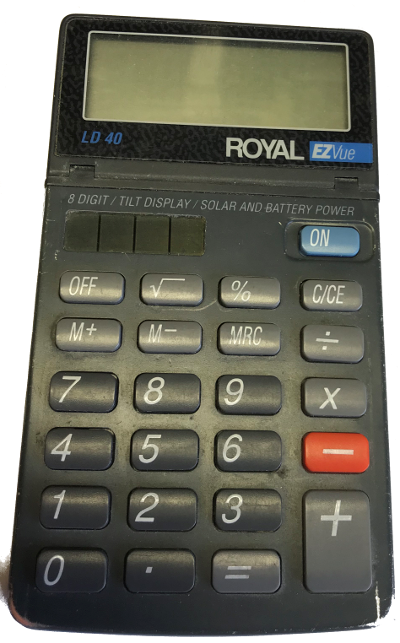 LD 40
ROYAL EZVue
8 DIGIT / TILT DISPLAY / SOLAR AND BATTERY POWER
ON
OFF √ % C/CE
M+ M− MRC ÷
7 8 9 x
4 5 6 −
1 2 3 +
0 . =